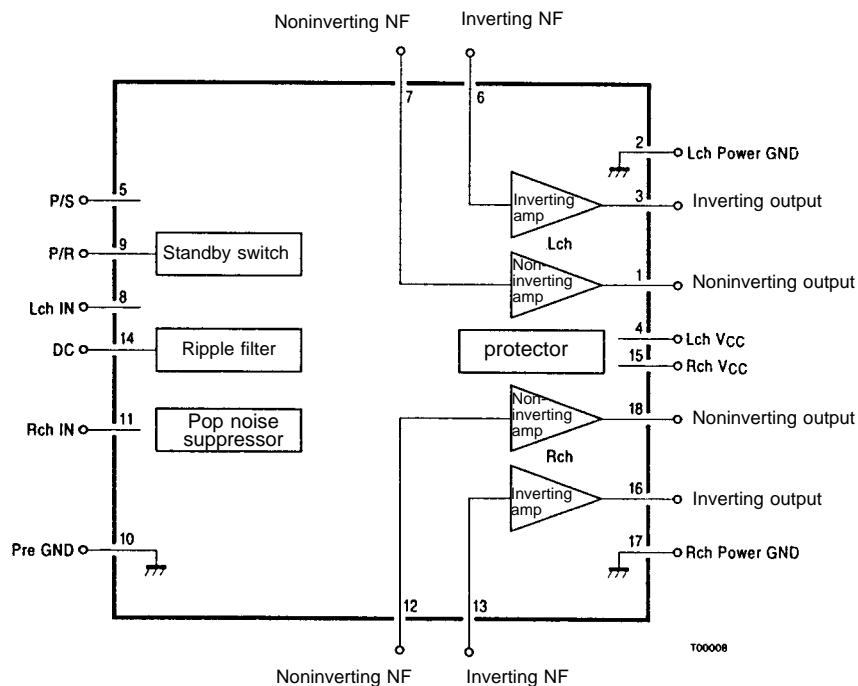 Noninverting NF
Inverting NF
7
6
2
Lch Power GND
5
P/S
3
Inverting output
Inverting
amp
Lch
9
P/R
Standby switch
Non-
inverting
amp
1
Noninverting output
8
Lch IN
4
Lch VCC
14
DC
Ripple filter
protector
15
Rch VCC
11
Rch IN
Pop noise
suppressor
Non-
inverting
amp
18
Noninverting output
Rch
Inverting
amp
16
Inverting output
10
Pre GND
17
Rch Power GND
12
13
T00008
Noninverting NF
Inverting NF